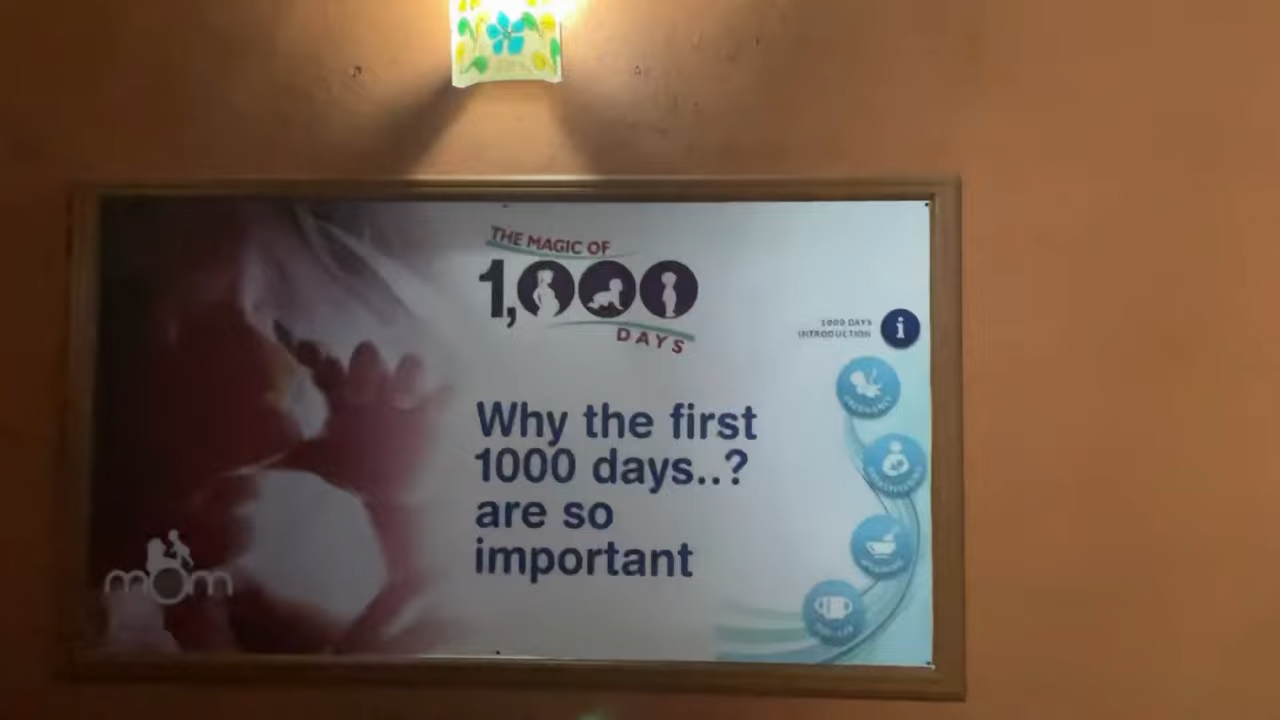 THE MAGIC OF
1,000
DAYS
1000 DAYS
INTRODUCTION
i
Why the first
1000 days..?
are so
important
mom